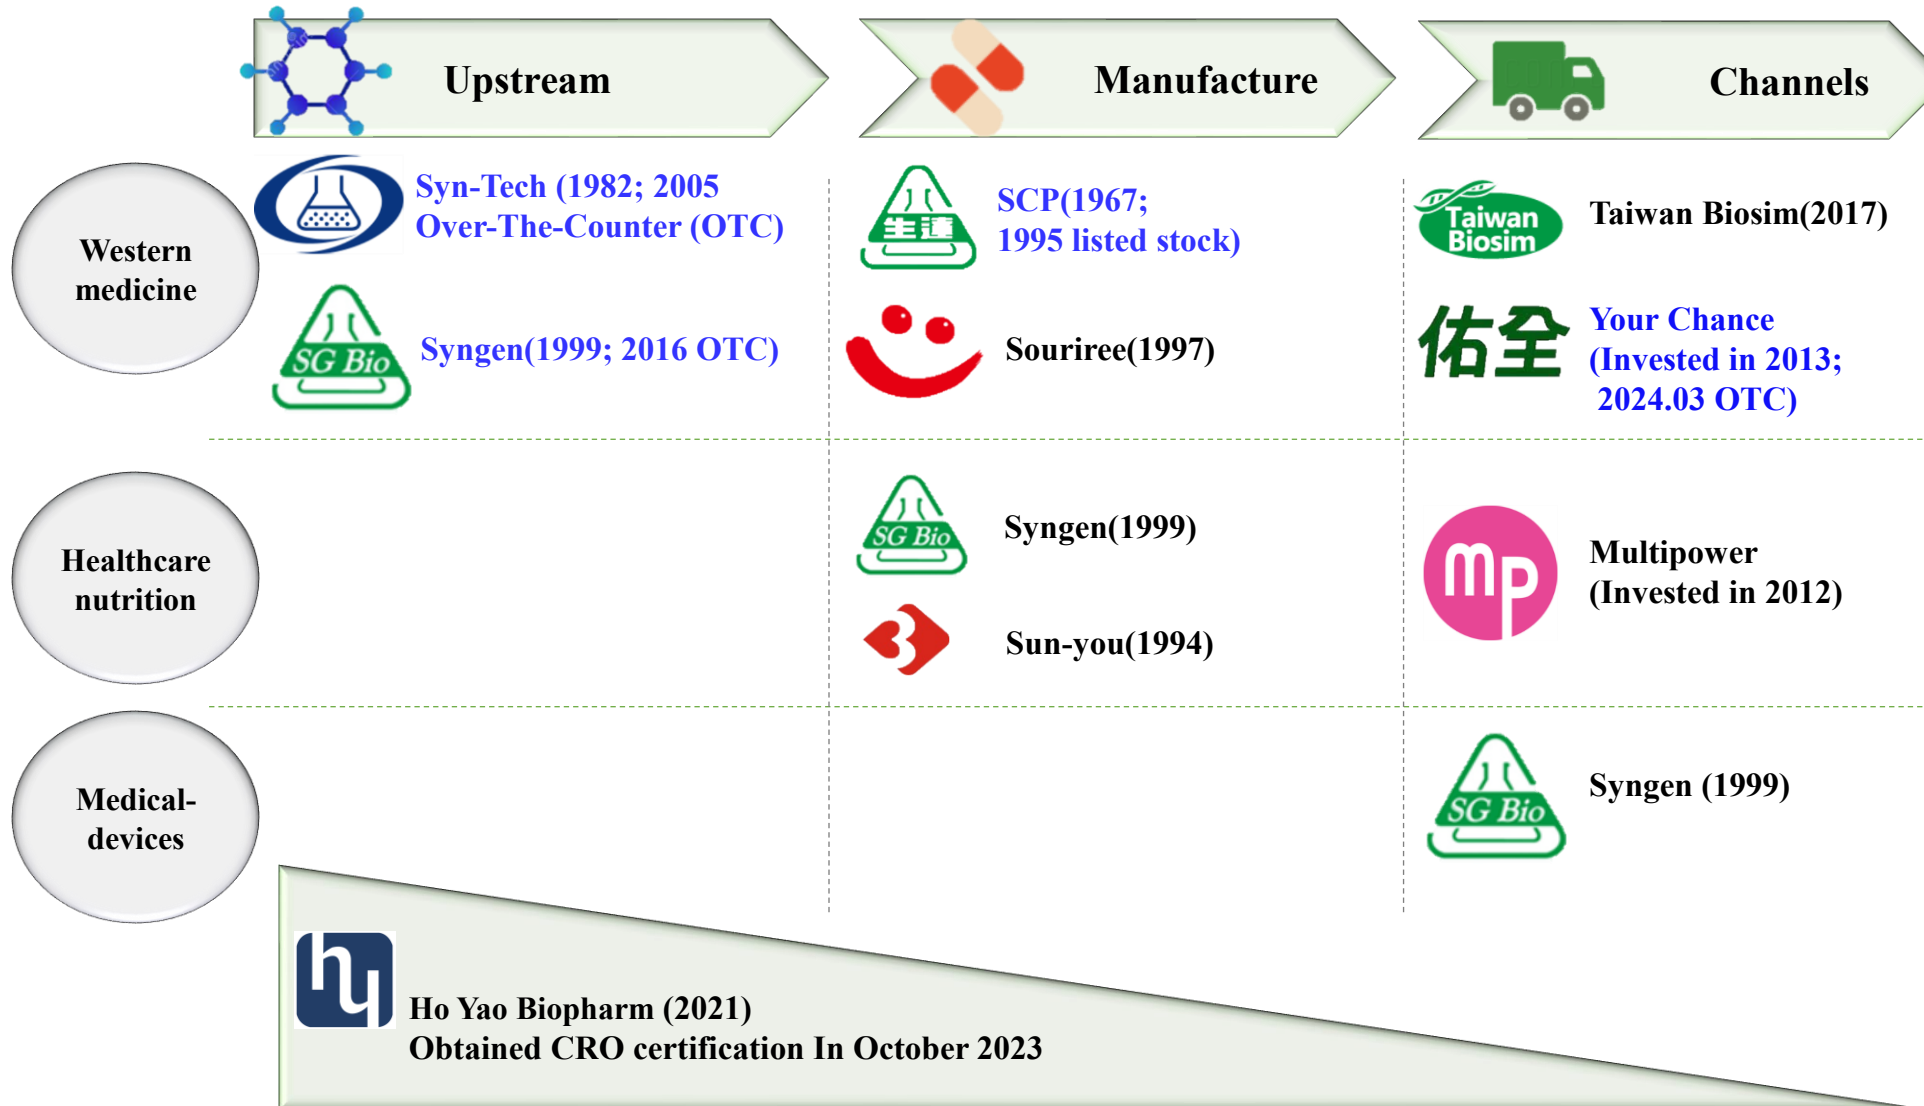 Upstream
Manufacture
Channels
Western
medicine
Syn-Tech (1982; 2005
Over-The-Counter (OTC)
SG Bio
Syngen(1999; 2016 OTC)
生達
SCP(1967;
1995 listed stock)
Souriree(1997)
Taiwan
Biosim
Taiwan Biosim(2017)
佑全
Your Chance
(Invested in 2013;
2024.03 OTC)
Healthcare
nutrition
SG Bio
Syngen(1999)
Sun-you(1994)
mp
Multipower
(Invested in 2012)
Medical-
devices
SG Bio
Syngen (1999)
hy
Ho Yao Biopharm (2021)
Obtained CRO certification In October 2023